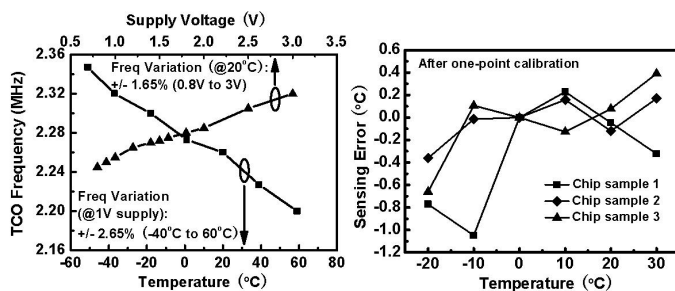 Supply Voltage (V)
0.5 1.0 1.5 2.0 2.5 3.0
TCO Frequency (MHz)
2.36
2.32
2.28
2.24
2.20
2.16
Freq Variation (@20°C):
+/- 1.65% (0.8V to 3V)
Freq Variation
(@1V supply):
+/- 2.65% (-40°C to 60°C)
-60 -40 -20 0 20 40 60 80
Temperature (°C)
Sensing Error (°C)
0.6
0.4
0.2
0.0
-0.2
-0.4
-0.6
-0.8
-1.0
-1.2
After one-point calibration
Chip sample 1
Chip sample 2
Chip sample 3
-20 -10 0 10 20 30
Temperature (°C)